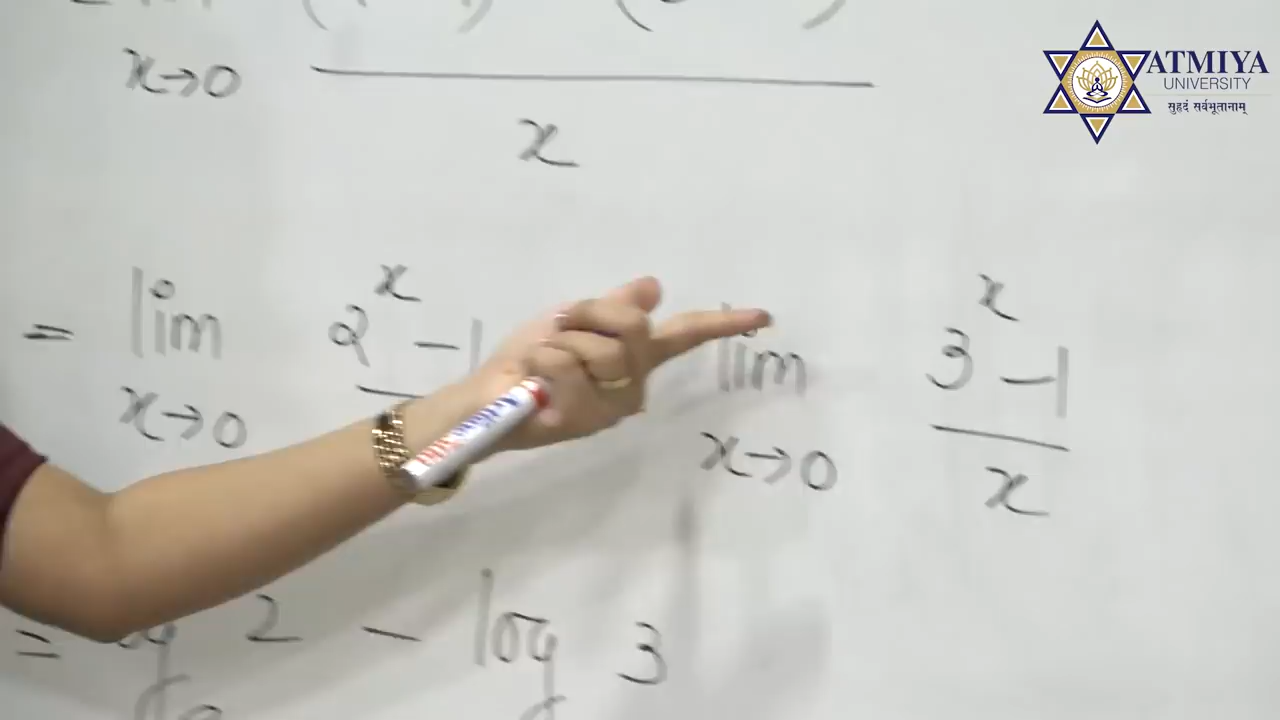 ATMIYA
UNIVERSITY
सुहृदं सर्वभूतानाम्
x→0
x
= lim 2^x -1 lim 3^x -1
x→0 x→0 x
= 2 - log 3